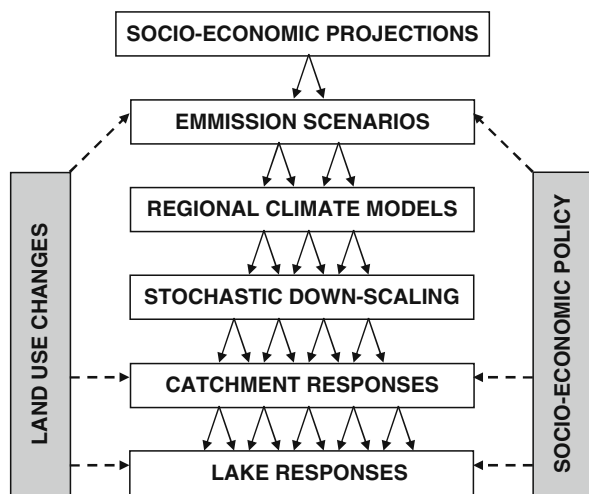 SOCIO-ECONOMIC PROJECTIONS
EMMISSION SCENARIOS
REGIONAL CLIMATE MODELS
STOCHASTIC DOWN-SCALING
CATCHMENT RESPONSES
LAKE RESPONSES
LAND USE CHANGES
SOCIO-ECONOMIC POLICY